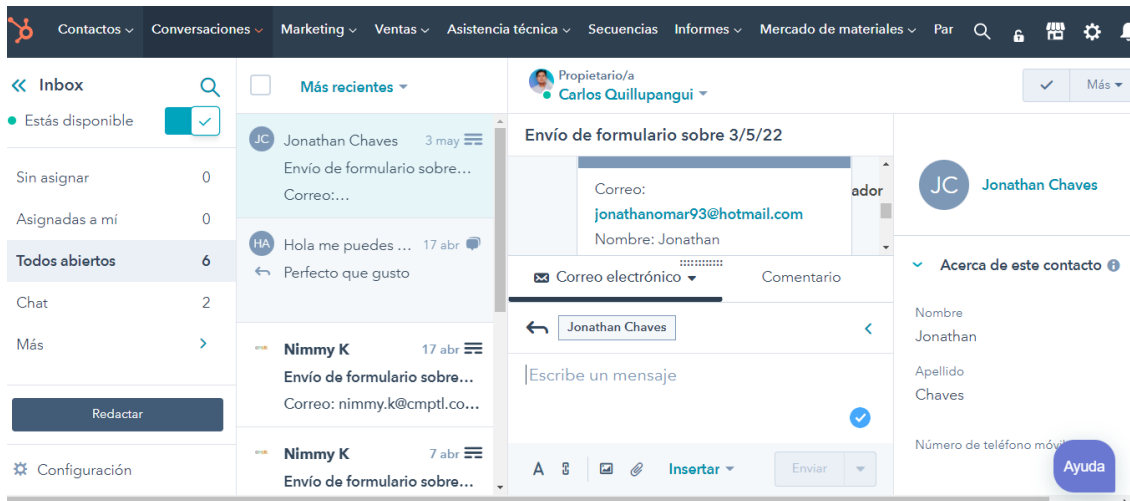 Contactos
Conversaciones
Marketing
Ventas
Asistencia técnica
Secuencias
Informes
Mercado de materiales
Par
Inbox
Estás disponible
Sin asignar 0
Asignadas a mí 0
Todos abiertos 6
Chat 2
Más
Redactar
Configuración
Más recientes
JC
Jonathan Chaves 3 may
Envío de formulario sobre...
Correo:...
HA
Hola me puedes ... 17 abr
Perfecto que gusto
Nimmy K 17 abr
Envío de formulario sobre...
Correo: nimmy.k@cmptl.co...
Nimmy K 7 abr
Envío de formulario sobre...
Propietario/a
Carlos Quillupangui
Más
Envío de formulario sobre 3/5/22
Correo:
ador
jonathanomar93@hotmail.com
Nombre: Jonathan
Correo electrónico
Comentario
Jonathan Chaves
Escribe un mensaje
A
Insertar
Enviar
JC
Jonathan Chaves
Acerca de este contacto
Nombre
Jonathan
Apellido
Chaves
Número de teléfono
Ayuda